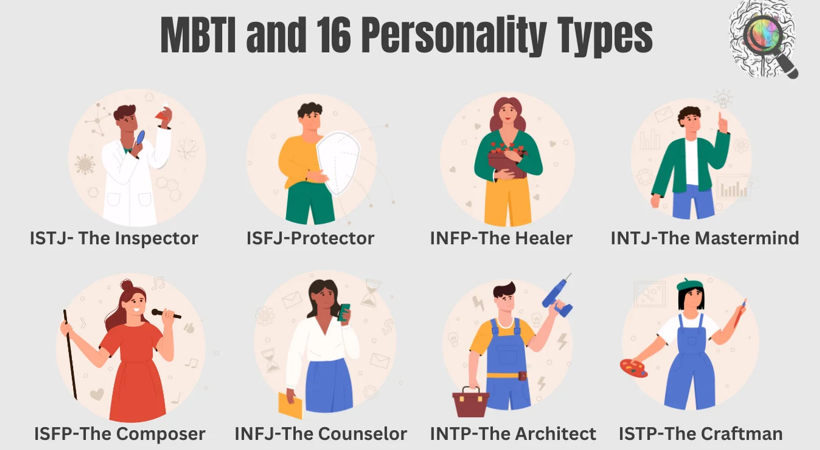 MBTI and 16 Personality Types
ISTJ- The Inspector
ISFJ-Protector
INFP-The Healer
INTJ-The Mastermind
ISFP-The Composer
INFJ-The Counselor
INTP-The Architect
ISTP-The Craftman